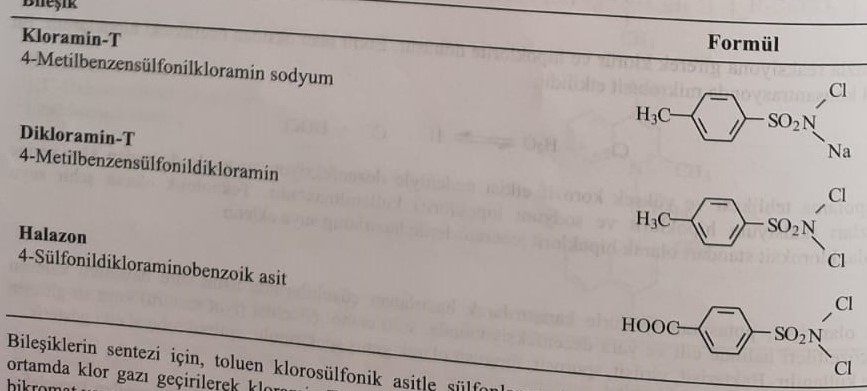 Bileşik
Formül
Kloramin-T
4-Metilbenzensülfonilkloramin sodyum
H₃C
SO₂N
Cl
Na
Dikloramin-T
4-Metilbenzensülfonildikloramin
H₃C
SO₂N
Cl
Cl
Halazon
4-Sülfonildikloraminobenzoik asit
HOOC
SO₂N
Cl
Cl
Bileşiklerin sentezi için, toluen klorosülfonik asitle
ortamda klor gazı geçirilerek